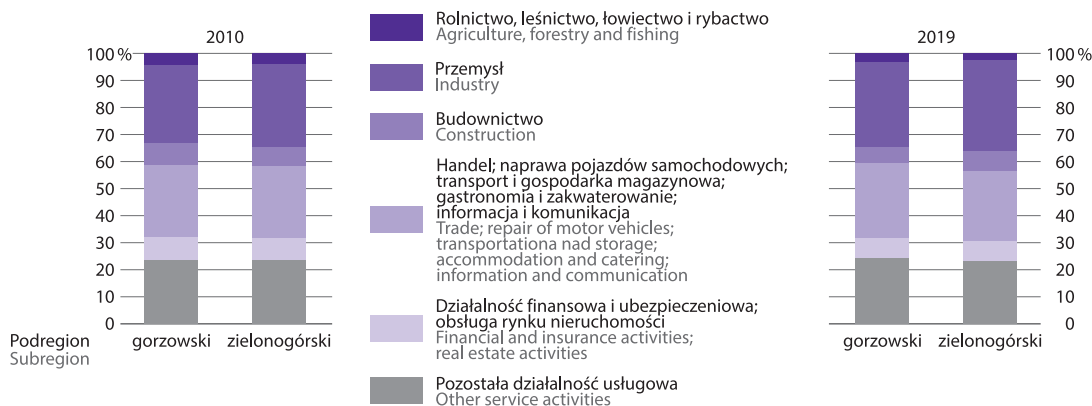 2010
100 %
90
80
70
60
50
40
30
20
10
0
Podregion
Subregion
gorzowski
zielonogórski
Rolnictwo, leśnictwo, łowiectwo i rybactwo
Agriculture, forestry and fishing
Przemysł
Industry
Budownictwo
Construction
Handel; naprawa pojazdów samochodowych;
transport i gospodarka magazynowa;
gastronomia i zakwaterowanie;
informacja i komunikacja
Trade; repair of motor vehicles;
transportationa nad storage;
accommodation and catering;
information and communication
Działalność finansowa i ubezpieczeniowa;
obsługa rynku nieruchomości
Financial and insurance activities;
real estate activities
Pozostała działalność usługowa
Other service activities
2019
100 %
90
80
70
60
50
40
30
20
10
0
gorzowski
zielonogórski